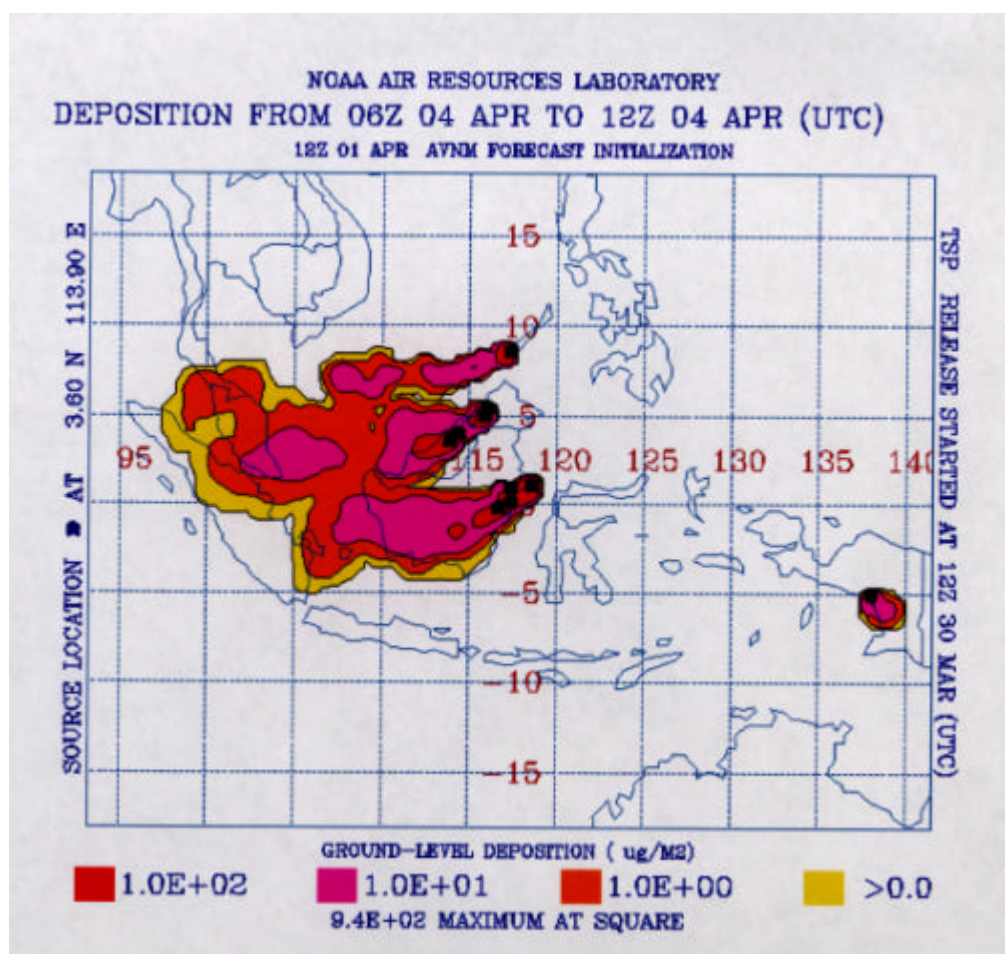 NOAA AIR RESOURCES LABORATORY
DEPOSITION FROM 06Z 04 APR TO 12Z 04 APR (UTC)
12Z 01 APR AVNM FORECAST INITIALIZATION
SOURCE LOCATION AT 3.60 N 113.90 E
TSP RELEASE STARTED AT 12Z 30 MAR (UTC)
15
10
5
95 115 120 125 130 135 140
0
-5
-10
-15
GROUND-LEVEL DEPOSITION ( ug/M2)
1.0E+02 1.0E+01 1.0E+00 >0.0
9.4E+02 MAXIMUM AT SQUARE